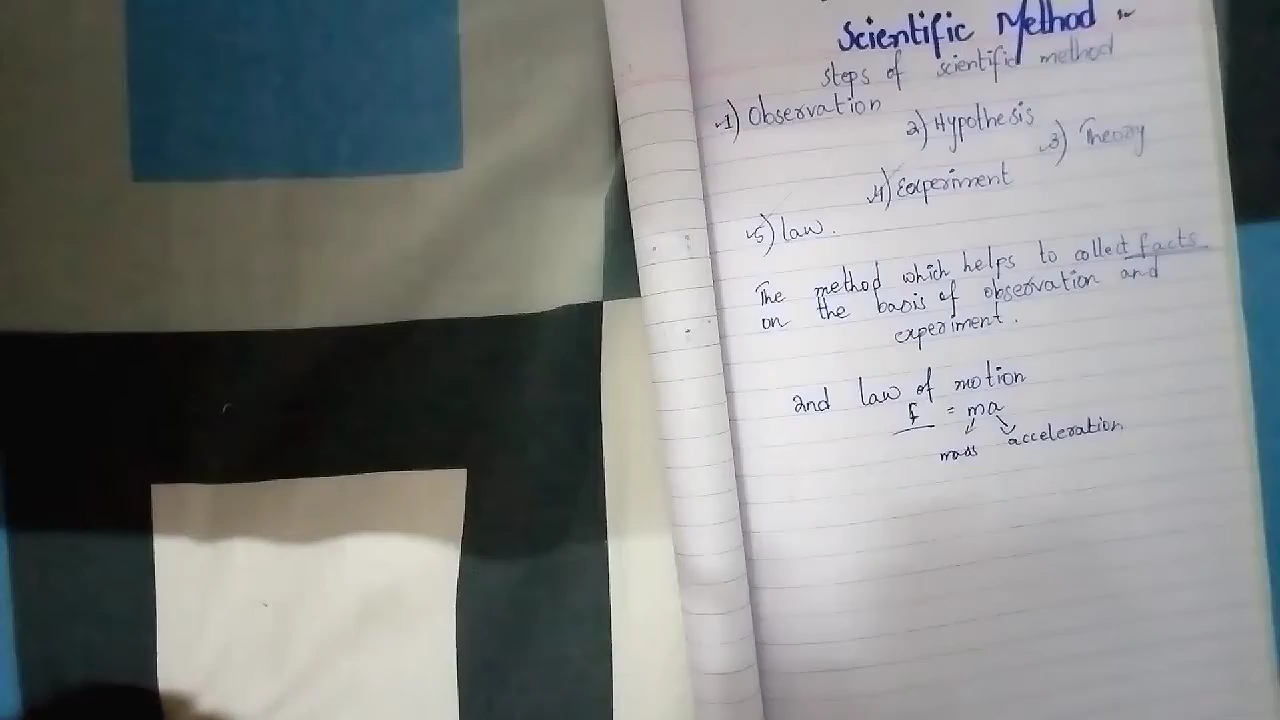 Scientific Method
steps of scientific method
1) Observation
2) Hypothesis
3) Theory
4) Experiment
5) law.
The method which helps to collect facts
on the basis of observation and
experiment.
2nd law of motion
F = ma
mass acceleration